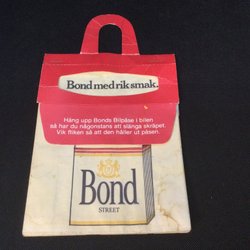 Bond med rik smak.
Häng upp Bonds Bilpåse i bilen
så har du någonstans att slänga skräpet.
Vik fliken så att den håller ut påsen.
Bond
STREET